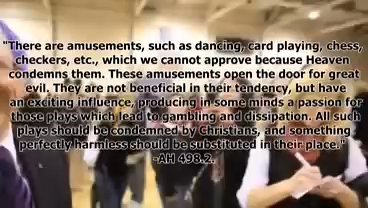 "There are amusements, such as dancing, card playing, chess,
checkers, etc., which we cannot approve because Heaven
condemns them. These amusements open the door for great
evil. They are not beneficial in their tendency, but have
an exciting influence, producing in some minds a passion for
those plays which lead to gambling and dissipation. All such
plays should be condemned by Christians, and something
perfectly harmless should be substituted in their place."
-AH 498.2.